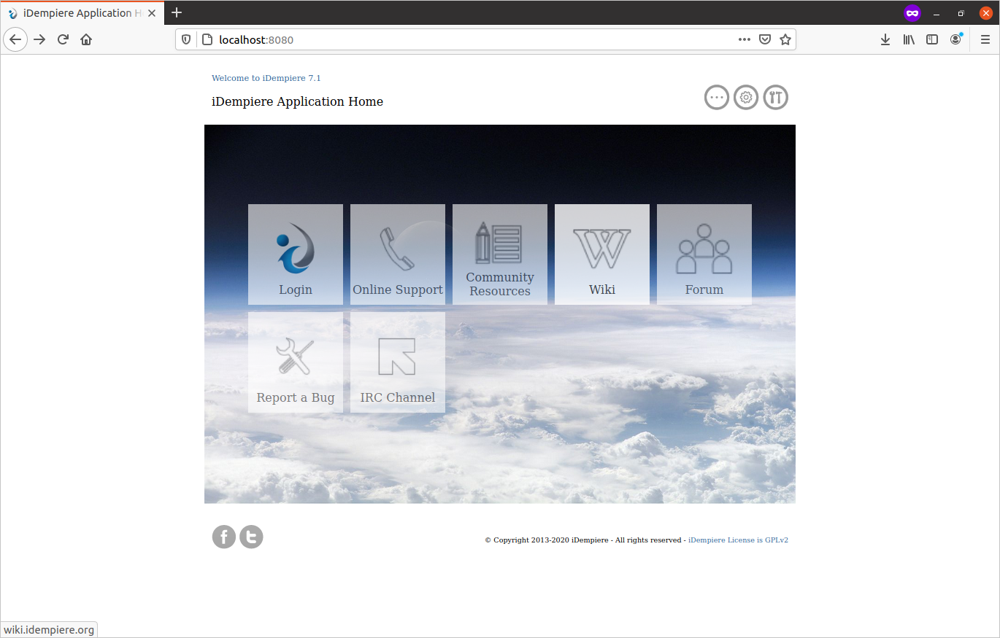 iDempiere Application H
localhost:8080
Welcome to iDempiere 7.1
iDempiere Application Home
Login
Online Support
Community
Resources
Wiki
Forum
Report a Bug
IRC Channel
© Copyright 2013-2020 iDempiere - All rights reserved - iDempiere License is GPLv2
wiki.idempiere.org